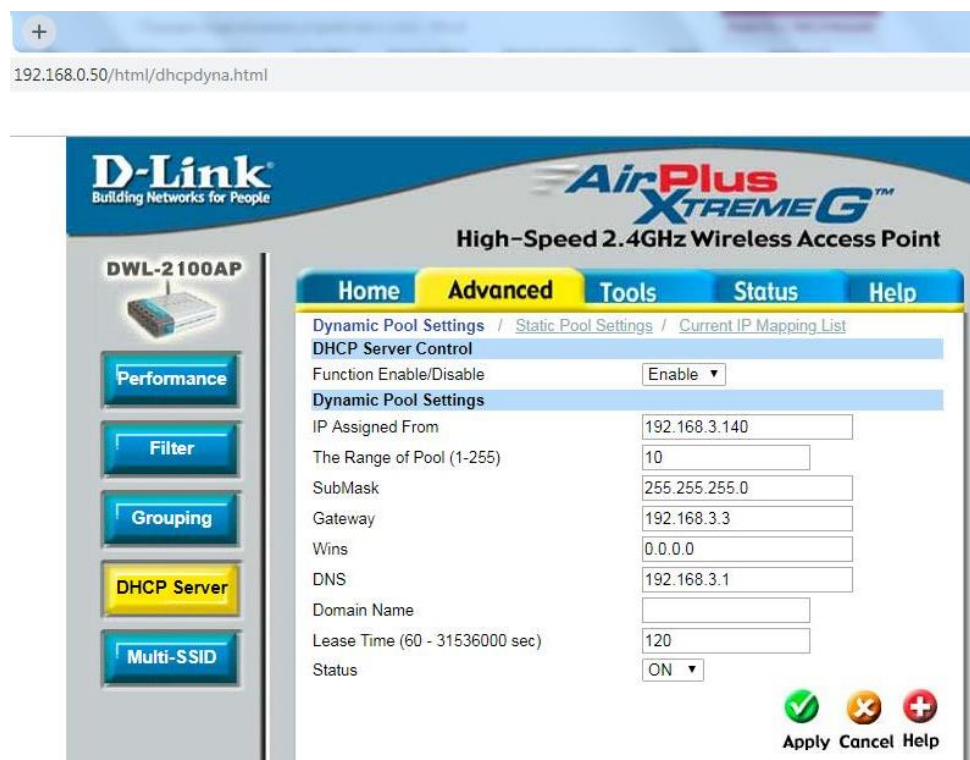 +
192.168.0.50/html/dhcpdyna.html
D-Link
Building Networks for People
AirPlus
XTREME G™
High-Speed 2.4GHz Wireless Access Point
DWL-2100AP
Home Advanced Tools Status Help
Dynamic Pool Settings / Static Pool Settings / Current IP Mapping List
DHCP Server Control
Function Enable/Disable Enable
Dynamic Pool Settings
IP Assigned From 192.168.3.140
The Range of Pool (1-255) 10
SubMask 255.255.255.0
Gateway 192.168.3.3
Wins 0.0.0.0
DNS 192.168.3.1
Domain Name
Lease Time (60 - 31536000 sec) 120
Status ON
Performance
Filter
Grouping
DHCP Server
Multi-SSID
Apply Cancel Help